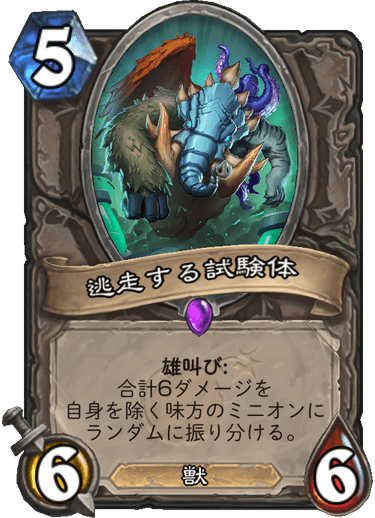 5
逃走する試験体
雄叫び:
合計6ダメージを
自身を除く味方のミニオンに
ランダムに振り分ける。
6
獣
6